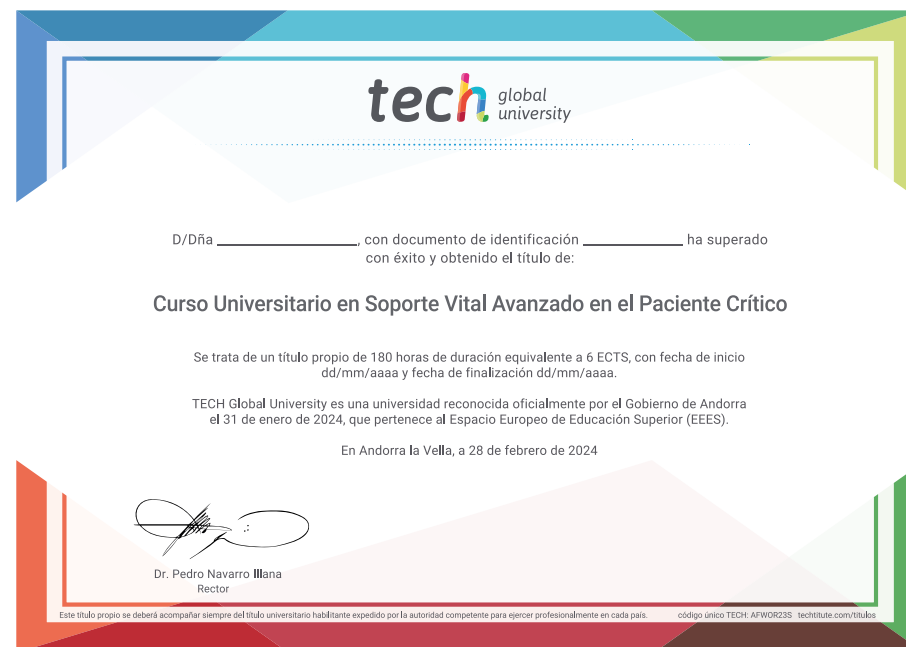 tech global university
D/Dña ______________, con documento de identificación __________ ha superado
con éxito y obtenido el título de:
Curso Universitario en Soporte Vital Avanzado en el Paciente Crítico
Se trata de un título propio de 180 horas de duración equivalente a 6 ECTS, con fecha de inicio
dd/mm/aaaa y fecha de finalización dd/mm/aaaa.
TECH Global University es una universidad reconocida oficialmente por el Gobierno de Andorra
el 31 de enero de 2024, que pertenece al Espacio Europeo de Educación Superior (EEES).
En Andorra la Vella, a 28 de febrero de 2024
Dr. Pedro Navarro Illana
Rector
Este título propio se deberá acompañar siempre del título universitario habilitante expedido por la autoridad competente para ejercer profesionalmente en cada país. código único TECH: AFWOR23S techtitute.com/titulos